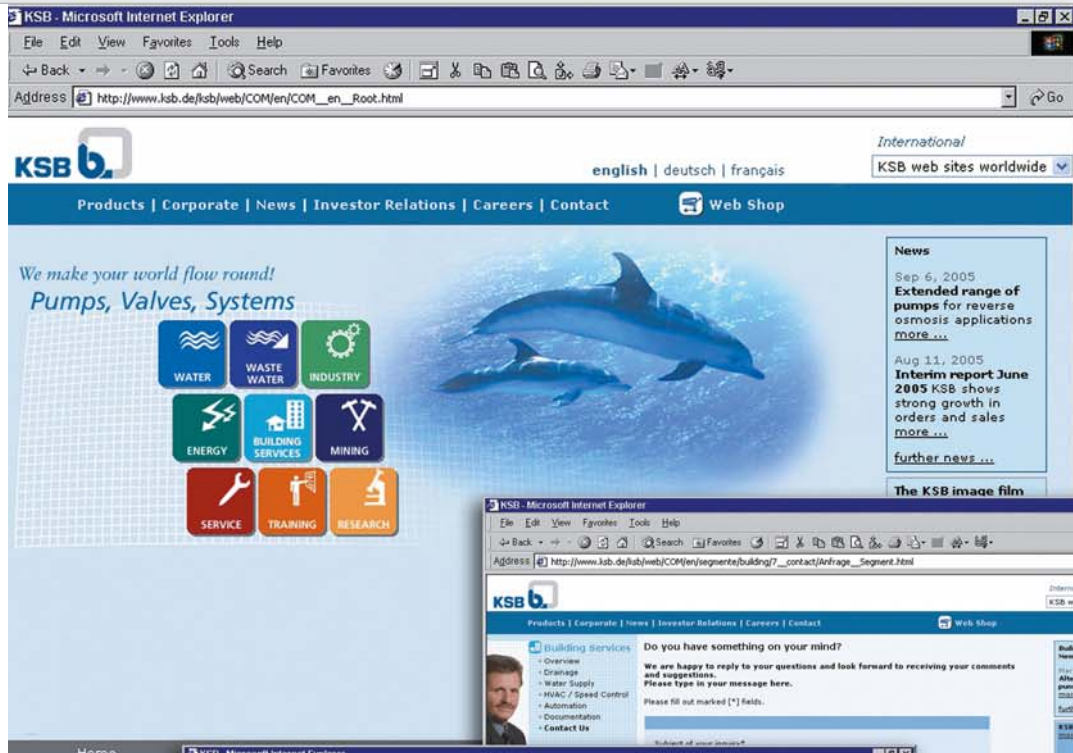 KSB - Microsoft Internet Explorer
File Edit View Favorites Tools Help
Back Search Favorites
Address http://www.ksb.de/ksb/web/COM/en/COM__en__Root.html Go
International
KSB b.
english | deutsch | français
KSB web sites worldwide
Products | Corporate | News | Investor Relations | Careers | Contact Web Shop
We make your world flow round!
Pumps, Valves, Systems
WATER
WASTE
WATER
INDUSTRY
ENERGY
BUILDING
SERVICES
MINING
SERVICE
TRAINING
RESEARCH
News
Sep 6, 2005
Extended range of
pumps for reverse
osmosis applications
more ...
Aug 11, 2005
Interim report June
2005 KSB shows
strong growth in
orders and sales
more ...
further news ...
The KSB image film
KSB - Microsoft Internet Explorer
File Edit View Favorites Tools Help
Back Search Favorites
Address http://www.ksb.de/ksb/web/COM/en/segmente/building/7__contact/Anfrage__Segment.html
KSB b.
KSB w
Products | Corporate | News | Investor Relations | Careers | Contact Web Shop
Building Services
Overview
Drainage
Water Supply
HVAC / Speed Control
Automation
Documentation
Contact Us
Do you have something on your mind?
We are happy to reply to your questions and look forward to receiving your comments
and suggestions.
Please type in your message here.
Please fill out marked [*] fields.
Subject of your inquiry*
Home
KSB - Microsoft Internet Explorer